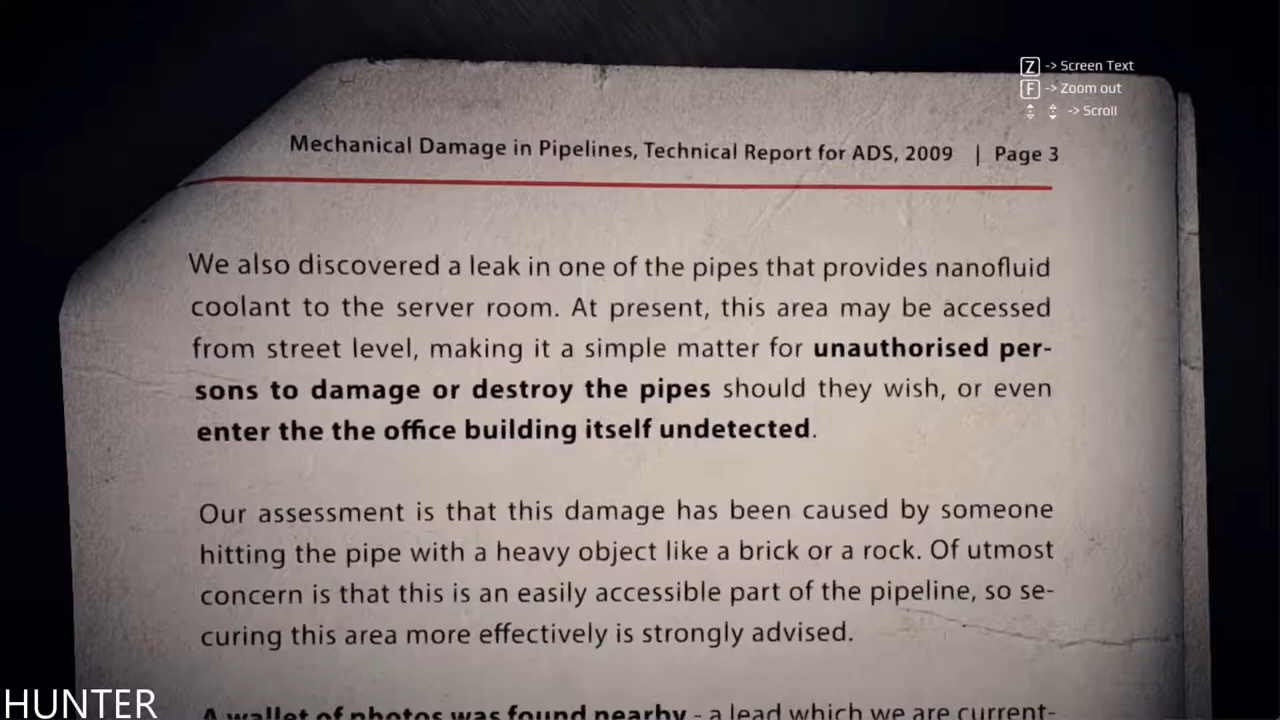 Z -> Screen Text
F -> Zoom out
-> Scroll
Mechanical Damage in Pipelines, Technical Report for ADS, 2009 | Page 3
We also discovered a leak in one of the pipes that provides nanofluid
coolant to the server room. At present, this area may be accessed
from street level, making it a simple matter for unauthorised per-
sons to damage or destroy the pipes should they wish, or even
enter the the office building itself undetected.
Our assessment is that this damage has been caused by someone
hitting the pipe with a heavy object like a brick or a rock. Of utmost
concern is that this is an easily accessible part of the pipeline, so se-
curing this area more effectively is strongly advised.
A wallet of photos was found nearby - a lead which we are current-
HUNTER